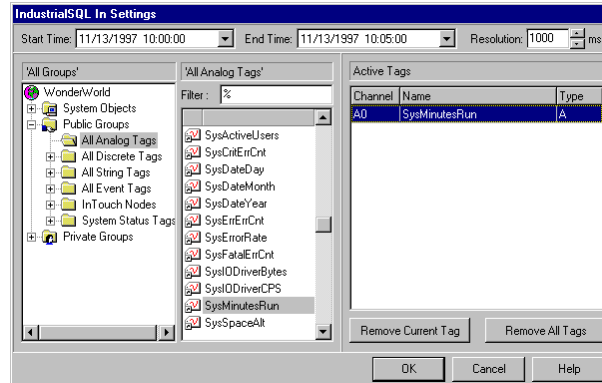 IndustrialSQL In Settings
Start Time: 11/13/1997 10:00:00 End Time: 11/13/1997 10:05:00 Resolution: 1000 ms
'All Groups'
WonderWorld
System Objects
Public Groups
All Analog Tags
All Discrete Tags
All String Tags
All Event Tags
InTouch Nodes
System Status Tags
Private Groups
'All Analog Tags'
Filter: %
SysActiveUsers
SysCritErrCnt
SysDateDay
SysDateMonth
SysDateYear
SysErrErrCnt
SysErrorRate
SysFatalErrCnt
SysIODriverBytes
SysIODriverCPS
SysMinutesRun
SysSpaceAlt
Active Tags
Channel Name Type
A0 SysMinutesRun A
Remove Current Tag Remove All Tags
OK Cancel Help